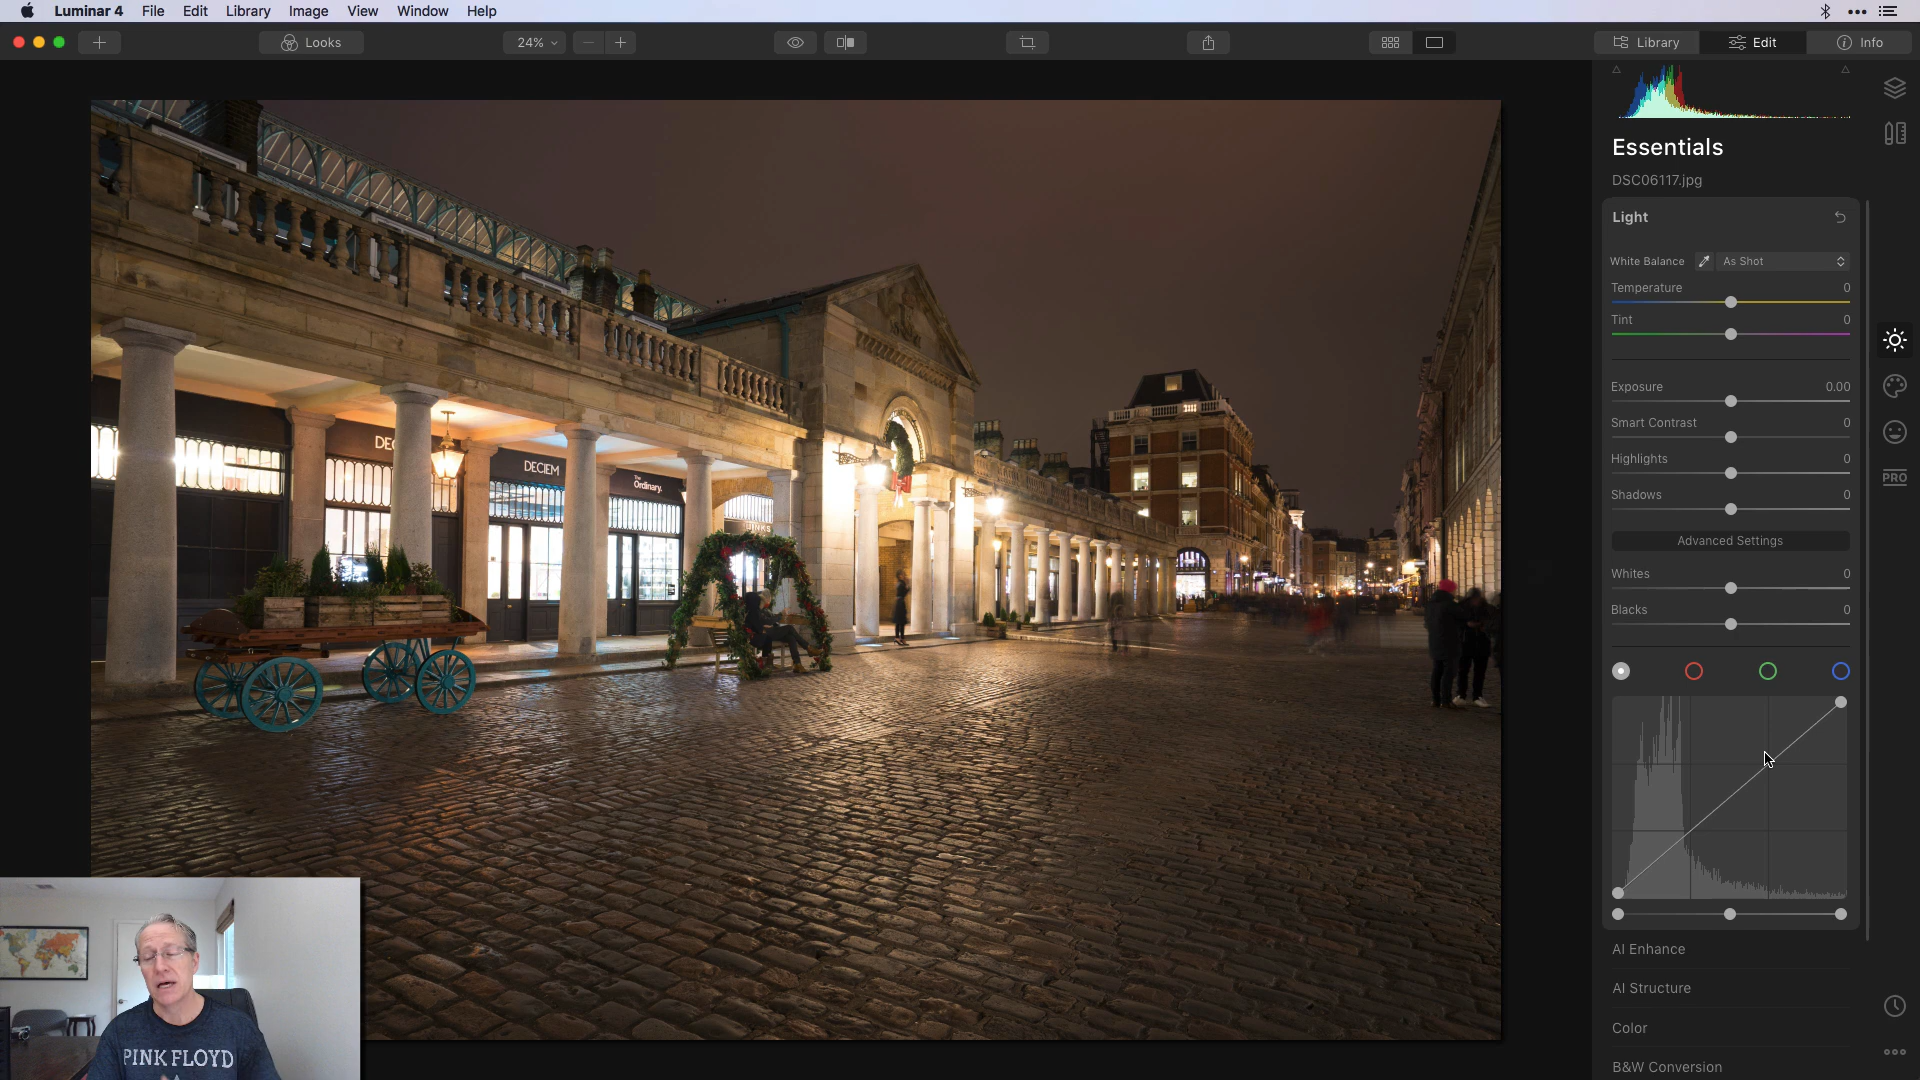 Luminar 4 File Edit Library Image View Window Help
Looks 24% Library Edit Info
Essentials
DSC06117.jpg
Light
White Balance As Shot
Temperature 0
Tint 0
Exposure 0.00
Smart Contrast 0
Highlights 0
Shadows 0
Advanced Settings
Whites 0
Blacks 0
AI Enhance
AI Structure
Color
B&W Conversion
PRO
DECIEM
The
Ordinary.
PINK FLOYD